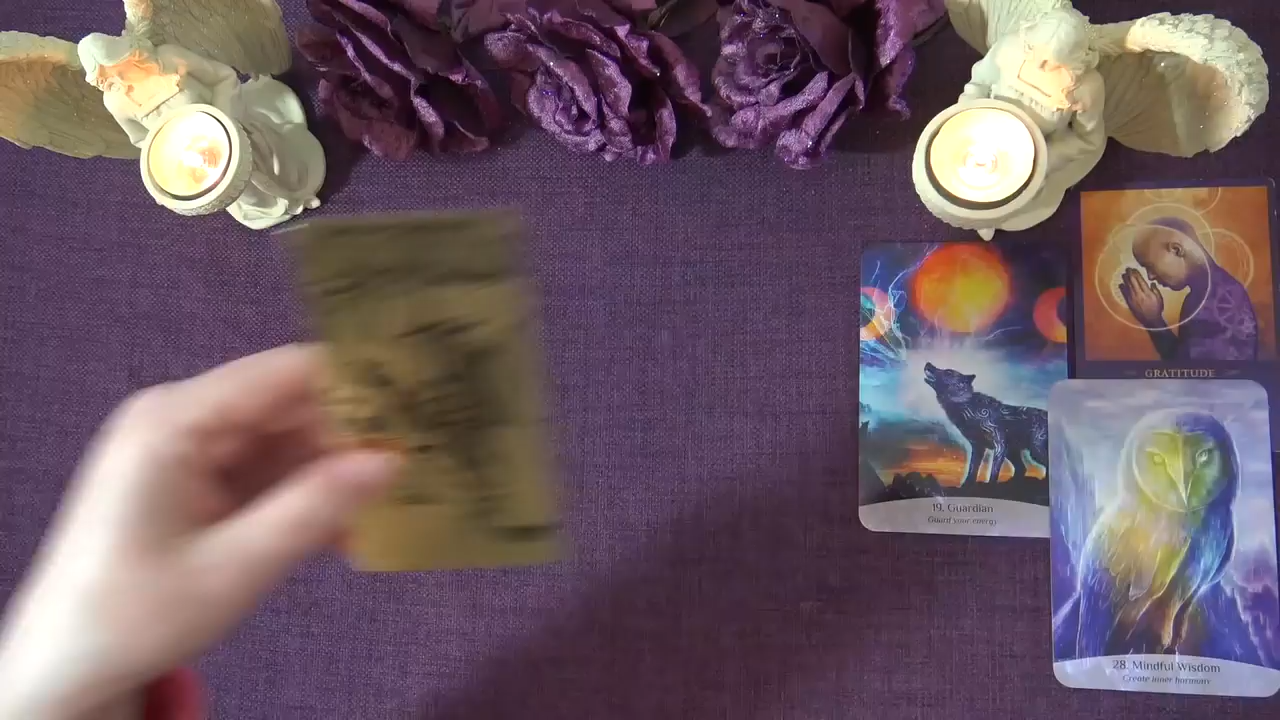 GRATITUDE
19. Guardian
Guard your energy
28. Mindful Wisdom
Create inner harmony